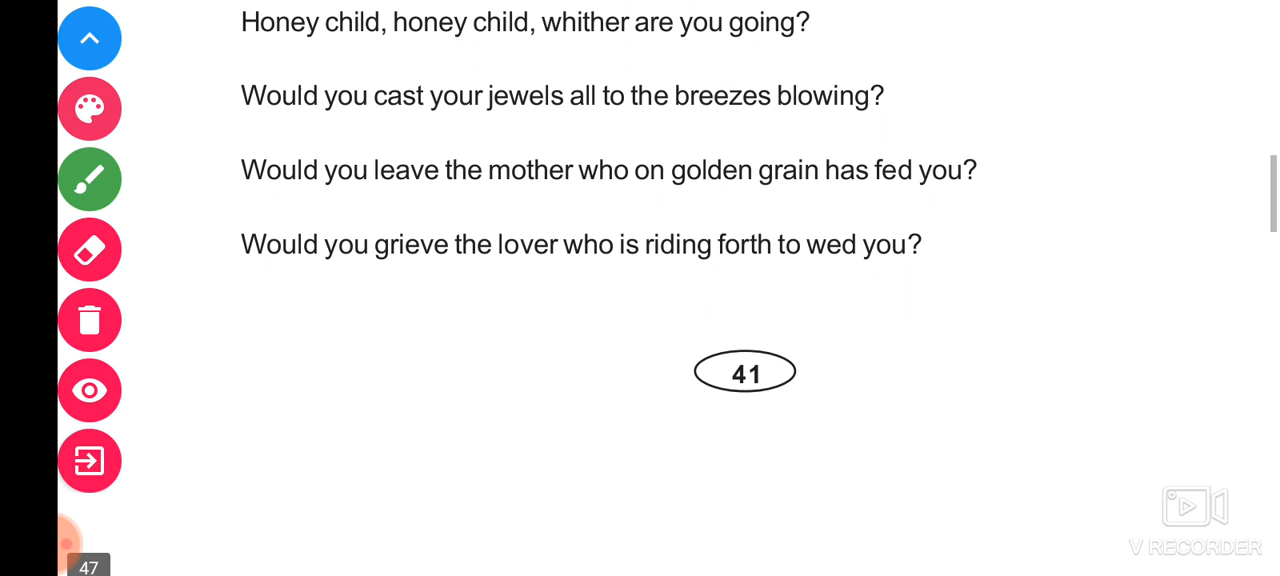 Honey child, honey child, whither are you going?
Would you cast your jewels all to the breezes blowing?
Would you leave the mother who on golden grain has fed you?
Would you grieve the lover who is riding forth to wed you?
41
47
V RECORDER